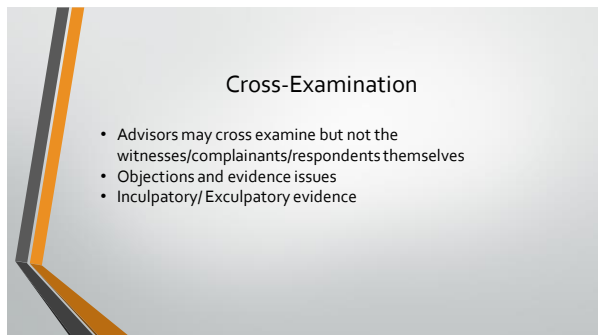 Cross-Examination
• Advisors may cross examine but not the
witnesses/complainants/respondents themselves
• Objections and evidence issues
• Inculpatory/ Exculpatory evidence